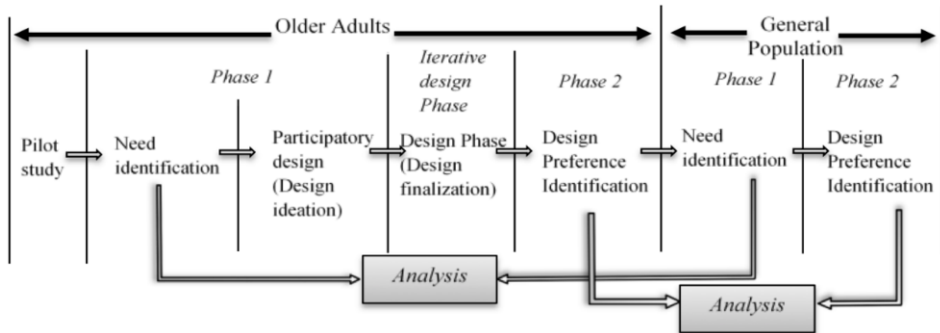 Older Adults
General
Population
Phase 1
Iterative
design
Phase
Phase 2
Phase 1
Phase 2
Pilot
study
Need
identification
Participatory
design
(Design
ideation)
Design Phase
(Design
finalization)
Design
Preference
Identification
Need
identification
Design
Preference
Identification
Analysis
Analysis